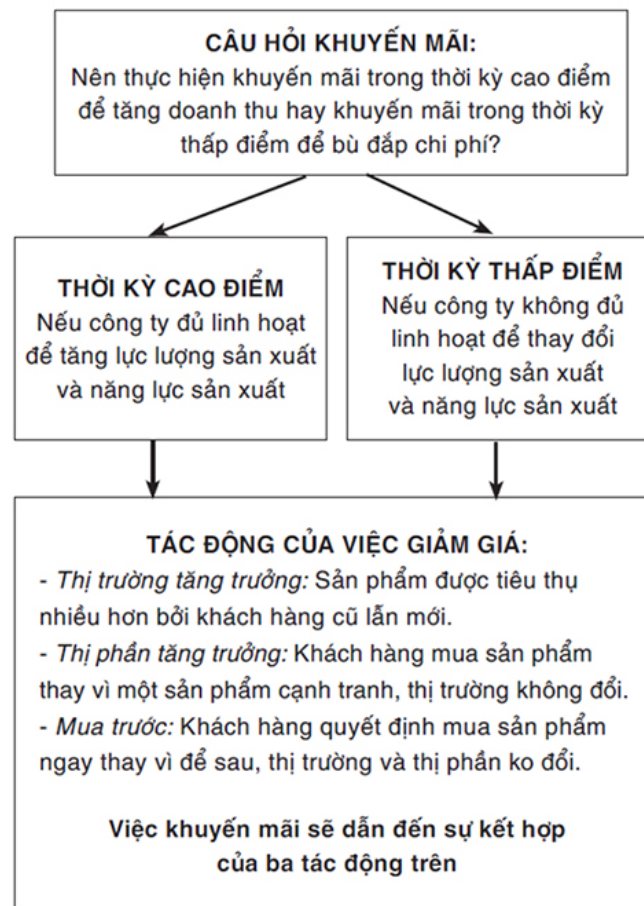 CÂU HỎI KHUYẾN MÃI:
Nên thực hiện khuyến mãi trong thời kỳ cao điểm
để tăng doanh thu hay khuyến mãi trong thời kỳ
thấp điểm để bù đắp chi phí?
THỜI KỲ CAO ĐIỂM
Nếu công ty đủ linh hoạt
để tăng lực lượng sản xuất
và năng lực sản xuất
THỜI KỲ THẤP ĐIỂM
Nếu công ty không đủ
linh hoạt để thay đổi
lực lượng sản xuất
và năng lực sản xuất
TÁC ĐỘNG CỦA VIỆC GIẢM GIÁ:
- Thị trường tăng trưởng: Sản phẩm được tiêu thụ
nhiều hơn bởi khách hàng cũ lẫn mới.
- Thị phần tăng trưởng: Khách hàng mua sản phẩm
thay vì một sản phẩm cạnh tranh, thị trường không đổi.
- Mua trước: Khách hàng quyết định mua sản phẩm
ngay thay vì để sau, thị trường và thị phần ko đổi.
Việc khuyến mãi sẽ dẫn đến sự kết hợp
của ba tác động trên